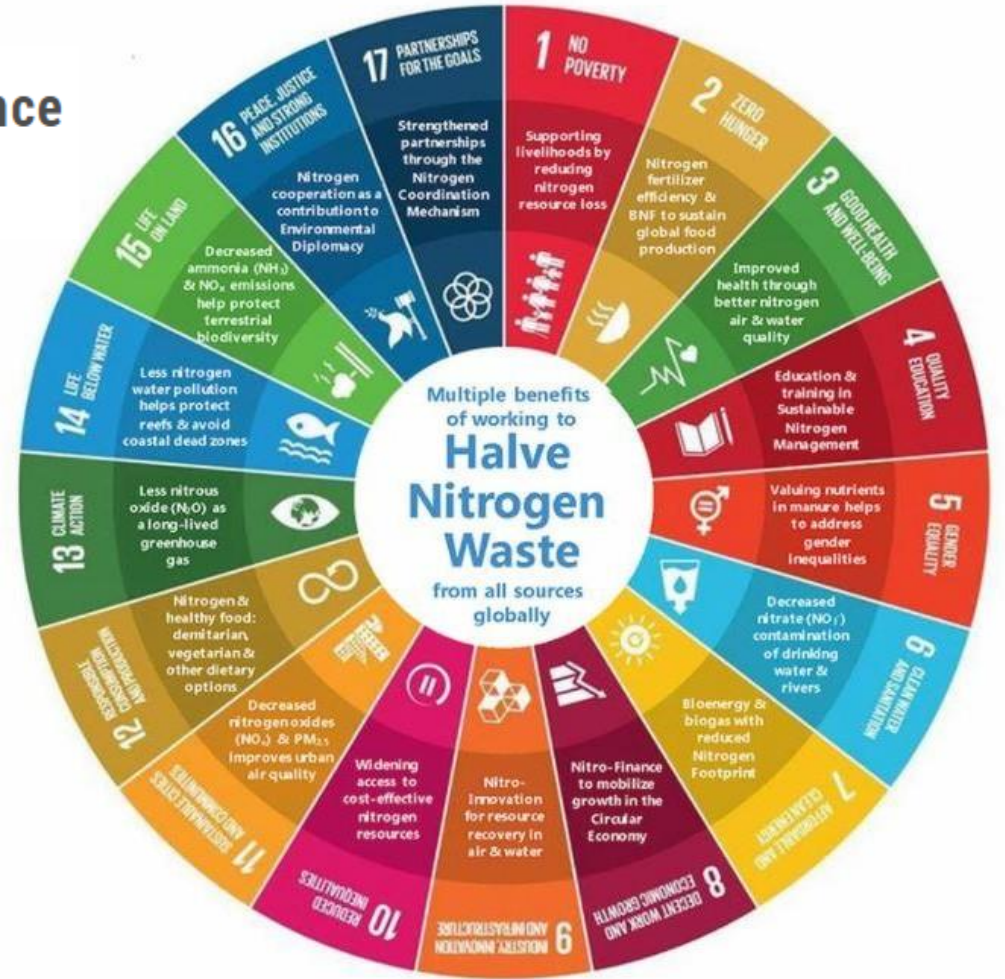 nce
Multiple benefits
of working to
Halve
Nitrogen
Waste
from all sources
globally
1 NO
POVERTY
Supporting
livelihoods by
reducing
nitrogen
resource loss
2 ZERO
HUNGER
Nitrogen
fertilizer
efficiency &
BNF to sustain
global food
production
3 GOOD HEALTH
AND WELL-BEING
Improved
health through
better nitrogen
air & water
quality
4 QUALITY
EDUCATION
Education &
training in
Sustainable
Nitrogen
Management
5 GENDER
EQUALITY
Valuing nutrients
in manure helps
to address
gender
inequalities
6 CLEAN WATER
AND SANITATION
Decreased
nitrate (NO₃⁻)
contamination
of drinking
water &
rivers
7 AFFORDABLE AND
CLEAN ENERGY
Bioenergy &
biogas with
reduced
Nitrogen
Footprint
8 DECENT WORK AND
ECONOMIC GROWTH
Nitro-Finance
to mobilize
growth in the
Circular
Economy
9 INDUSTRY, INNOVATION
AND INFRASTRUCTURE
Nitro-
Innovation
for resource
recovery in
air & water
10 REDUCED
INEQUALITIES
Widening
access to
cost-effective
nitrogen
resources
11 SUSTAINABLE CITIES
AND COMMUNITIES
Decreased
nitrogen oxides
(NOₓ) & PM₂.₅
improves urban
air quality
12 RESPONSIBLE
CONSUMPTION
AND PRODUCTION
Nitrogen &
healthy food:
demitarian,
vegetarian &
other dietary
options
13 CLIMATE
ACTION
Less nitrous
oxide (N₂O) as
a long-lived
greenhouse
gas
14 LIFE
BELOW WATER
Less nitrogen
water pollution
helps protect
reefs & avoid
coastal dead zones
15 LIFE
ON LAND
Decreased
ammonia (NH₃)
& NOₓ emissions
help protect
terrestrial
biodiversity
16 PEACE, JUSTICE
AND STRONG
INSTITUTIONS
Nitrogen
cooperation as a
contribution to
Environmental
Diplomacy
17 PARTNERSHIPS
FOR THE GOALS
Strengthened
partnerships
through the
Nitrogen
Coordination
Mechanism